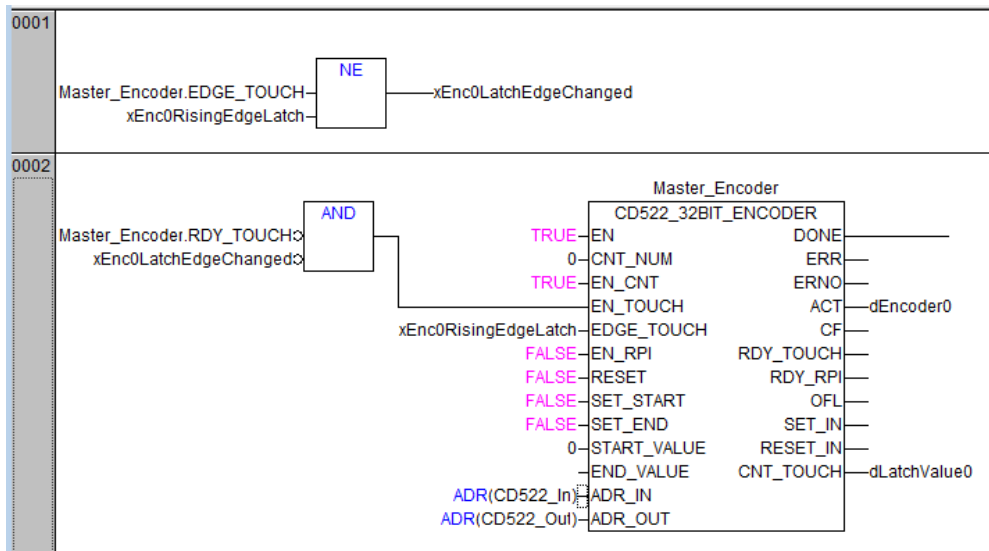 0001
NE
Master_Encoder.EDGE_TOUCH
xEnc0LatchEdgeChanged
xEnc0RisingEdgeLatch
0002
Master_Encoder
AND
CD522_32BIT_ENCODER
Master_Encoder.RDY_TOUCH
TRUE EN DONE
xEnc0LatchEdgeChanged
0 CNT_NUM ERR
TRUE EN_CNT ERNO
EN_TOUCH ACT dEncoder0
xEnc0RisingEdgeLatch EDGE_TOUCH CF
FALSE EN_RPI RDY_TOUCH
FALSE RESET RDY_RPI
FALSE SET_START OFL
FALSE SET_END SET_IN
0 START_VALUE RESET_IN
END_VALUE CNT_TOUCH dLatchValue0
ADR(CD522_In) ADR_IN
ADR(CD522_Out) ADR_OUT